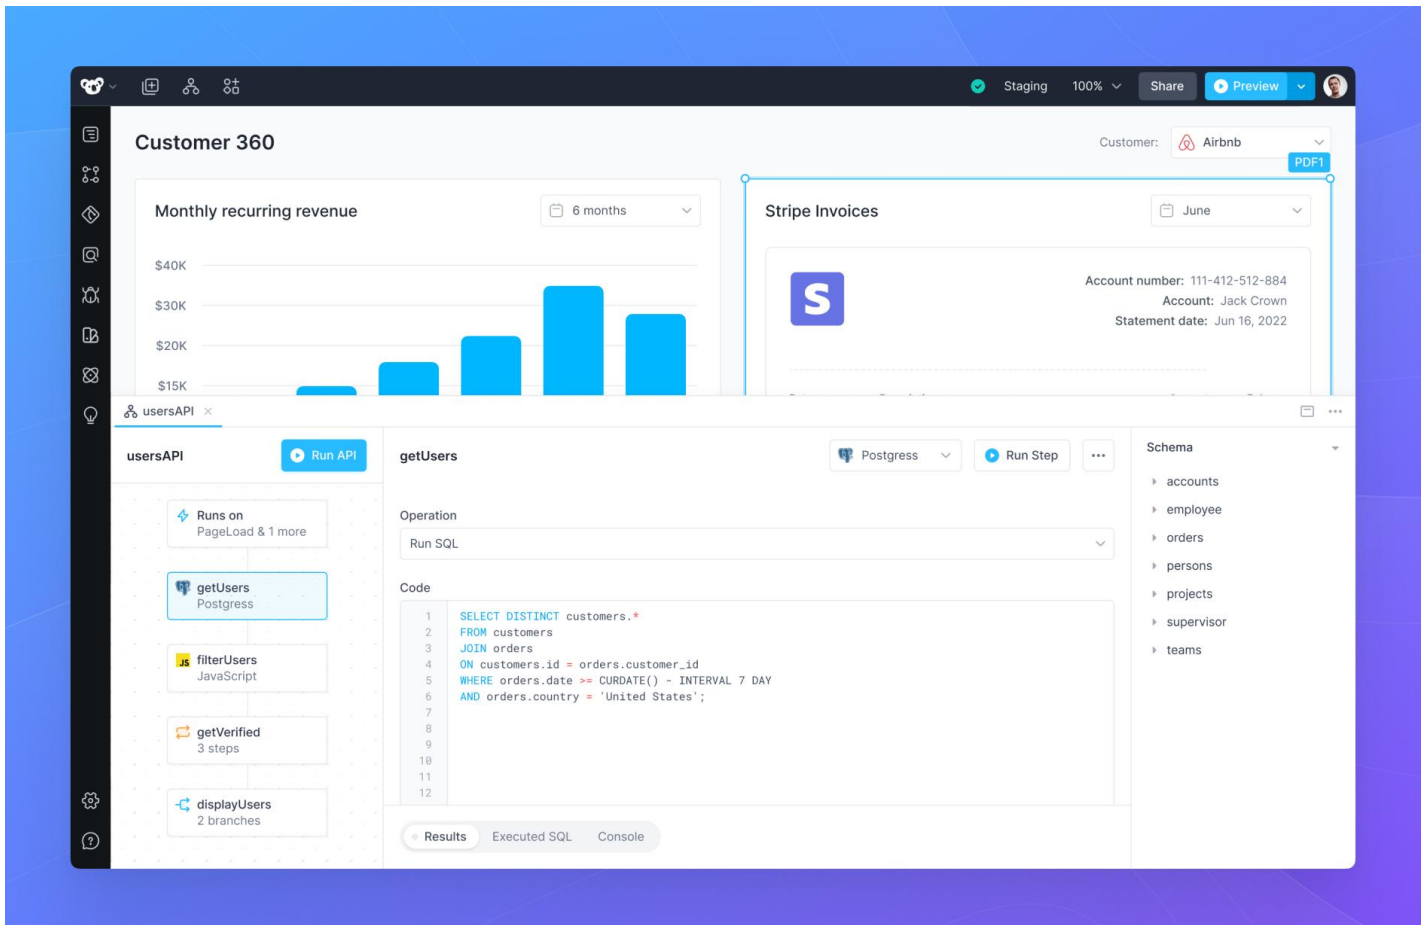 Staging
100%
Share
Preview
Customer 360
Customer:
Airbnb
PDF1
Monthly recurring revenue
6 months
$40K
$30K
$20K
$15K
Stripe Invoices
June
S
Account number: 111-412-512-884
Account: Jack Crown
Statement date: Jun 16, 2022
usersAPI
usersAPI
Run API
Runs on
PageLoad & 1 more
getUsers
Postgress
JS
filterUsers
JavaScript
getVerified
3 steps
displayUsers
2 branches
getUsers
Postgress
Run Step
Operation
Run SQL
Code
1 SELECT DISTINCT customers.*
2 FROM customers
3 JOIN orders
4 ON customers.id = orders.customer_id
5 WHERE orders.date >= CURDATE() - INTERVAL 7 DAY
6 AND orders.country = 'United States';
7
8
9
10
11
12
Results
Executed SQL
Console
Schema
accounts
employee
orders
persons
projects
supervisor
teams